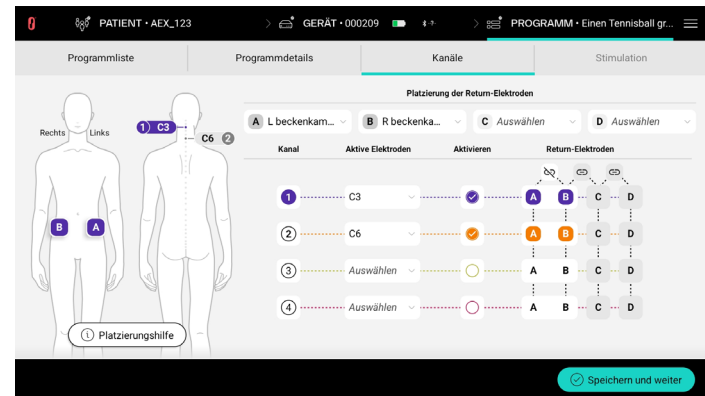 PATIENT • AEX_123
GERÄT • 000209
PROGRAMM • Einen Tennisball gr...
Programmliste
Programmdetails
Kanäle
Stimulation
Platzierung der Return-Elektroden
A L beckenkam...
B R beckenka...
C Auswählen
D Auswählen
Rechts
Links
1 C3
C6 2
B A
Kanal
Aktive Elektroden
Aktivieren
Return-Elektroden
1 C3 A B C D
2 C6 A B C D
3 Auswählen A B C D
4 Auswählen A B C D
i Platzierungshilfe
Speichern und weiter